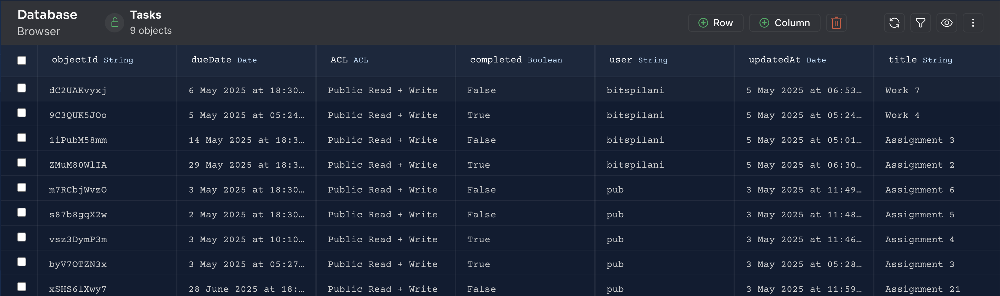 Database
Browser
Tasks
9 objects
Row
Column
objectId String dueDate Date ACL ACL completed Boolean user String updatedAt Date title String
dC2UAKvyxj 6 May 2025 at 18:30… Public Read + Write False bitspilani 5 May 2025 at 06:53… Work 7
9C3QUK5JOo 5 May 2025 at 05:24… Public Read + Write True bitspilani 5 May 2025 at 05:24… Work 4
1iPubM58mm 14 May 2025 at 18:3… Public Read + Write False bitspilani 5 May 2025 at 05:01… Assignment 3
ZMuM80WlIA 29 May 2025 at 18:3… Public Read + Write True bitspilani 5 May 2025 at 06:30… Assignment 2
m7RCbjWvzO 3 May 2025 at 18:30… Public Read + Write False pub 3 May 2025 at 11:49… Assignment 6
s87b8gqX2w 2 May 2025 at 18:30… Public Read + Write False pub 3 May 2025 at 11:48… Assignment 5
vsz3DymP3m 3 May 2025 at 10:10… Public Read + Write True pub 3 May 2025 at 11:46… Assignment 4
byV7OTZN3x 3 May 2025 at 05:27… Public Read + Write True pub 3 May 2025 at 05:28… Assignment 3
xSHS6lXwy7 28 June 2025 at 18:… Public Read + Write False pub 3 May 2025 at 11:59… Assignment 21